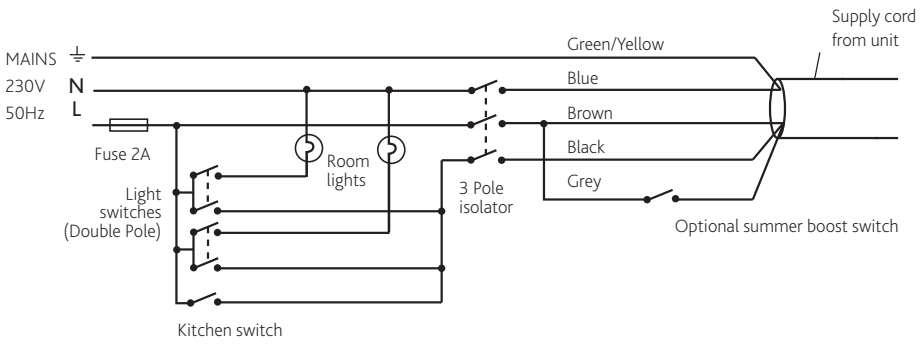 Supply cord
from unit
Green/Yellow
MAINS
230V
N
Blue
50Hz
L
Brown
Fuse 2A
Black
Room
lights
Grey
3 Pole
isolator
Light
switches
(Double Pole)
Optional summer boost switch
Kitchen switch